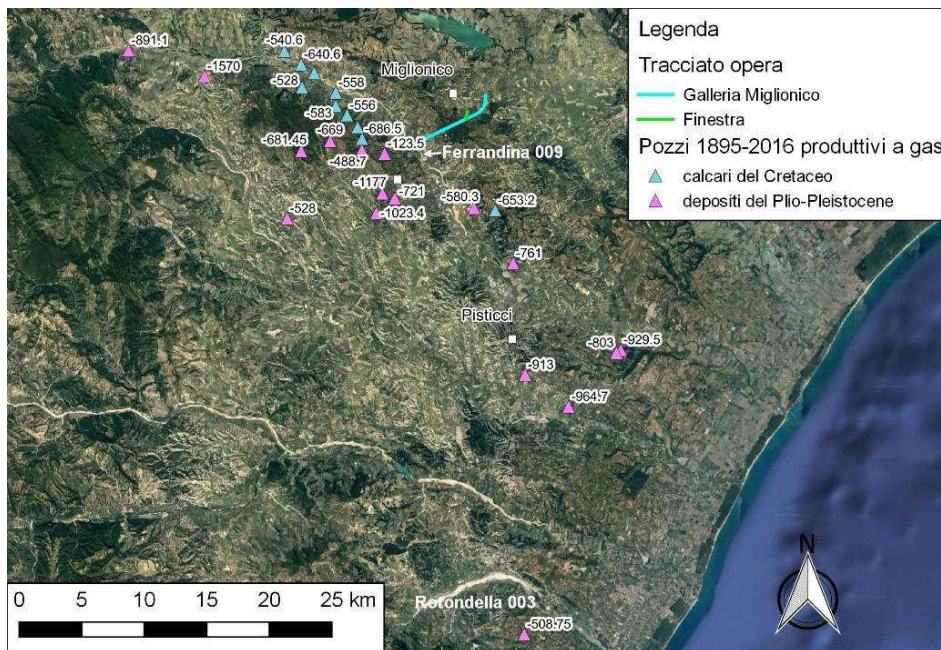 Legenda
Tracciato opera
Galleria Miglionico
Finestra
Pozzi 1895-2016 produttivi a gas
calcari del Cretaceo
depositi del Plio-Pleistocene
-891.1
-540.6
-640.6
-1570
-528
Miglionico
-558
-583
-556
-681.45
-669
-686.5
-488.7
-123.5
Ferrandina 009
-1177
-721
-580.3
-653.2
-528
-1023.4
-761
Pisticci
-803
-929.5
-913
-964.7
N
0 5 10 15 20 25 km
Rotondella 003
-508.75